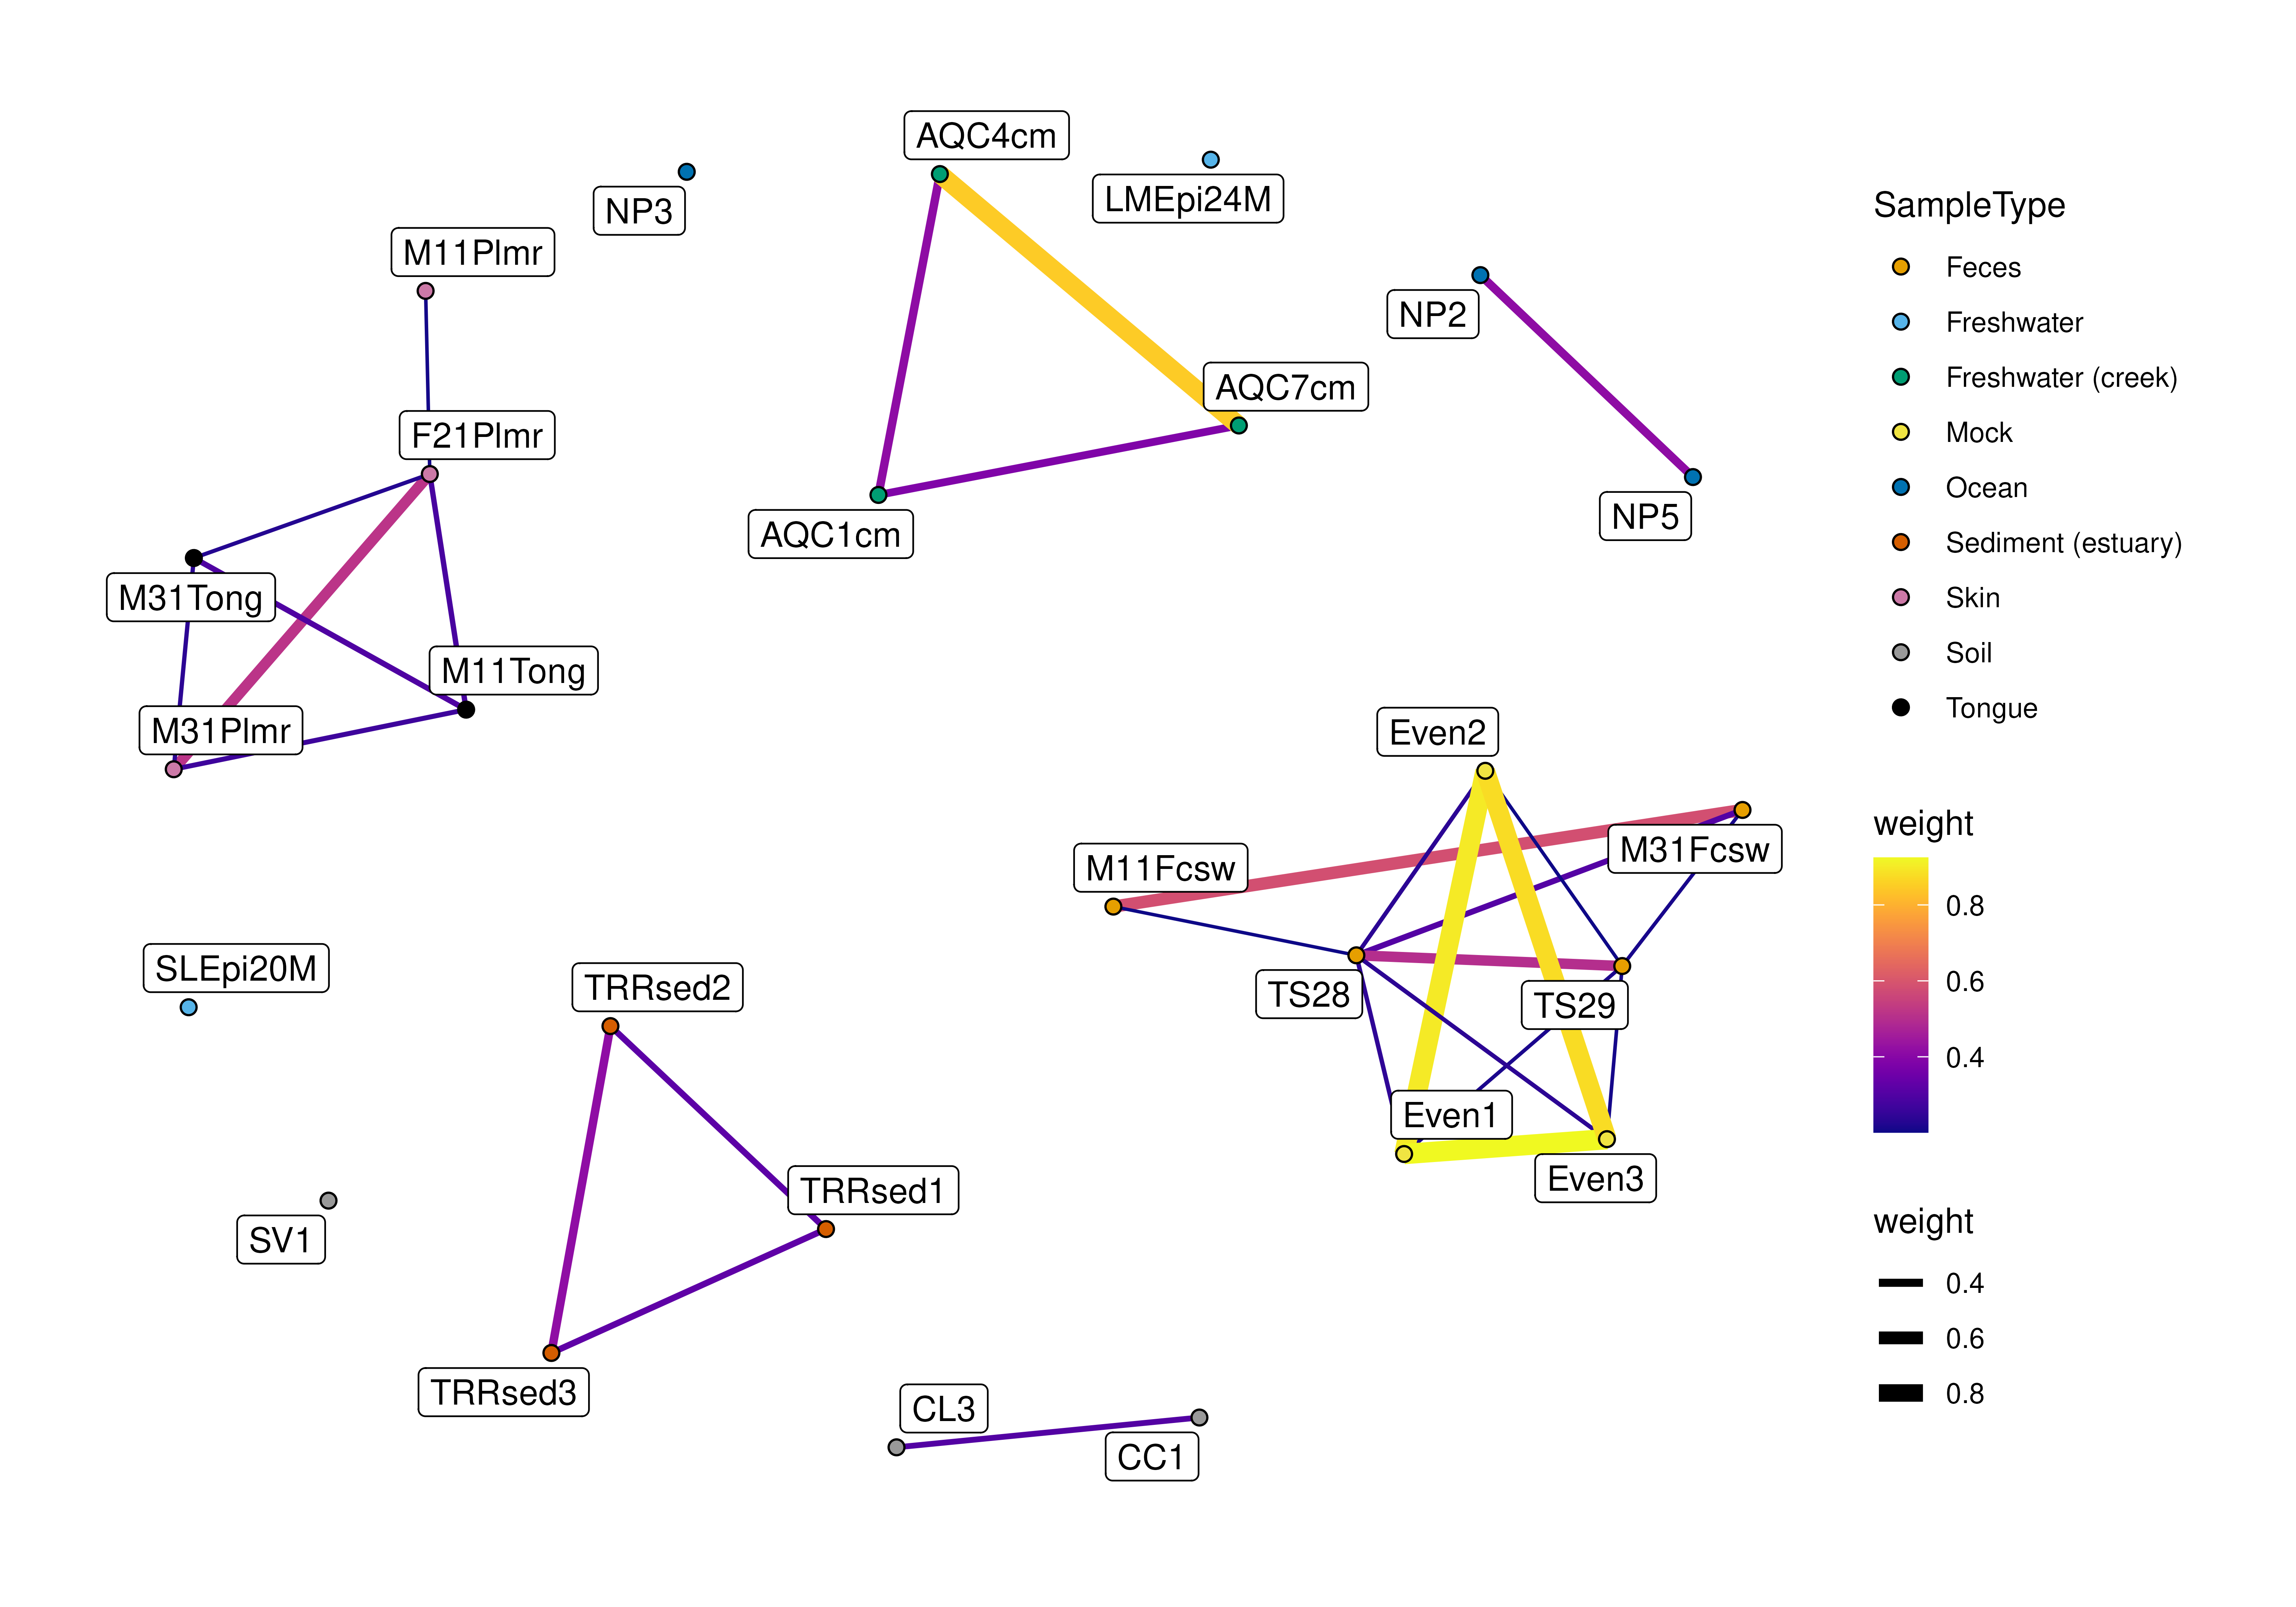 AQC4cm
LMEpi24M
NP3
M11Plmr
NP2
AQC7cm
F21Plmr
NP5
AQC1cm
M31Tong
M11Tong
M31Plmr
Even2
M31Fcsw
M11Fcsw
SLEpi20M
TRRsed2
TS28
TS29
Even1
Even3
TRRsed1
SV1
TRRsed3
CL3
CC1
SampleType
Feces
Freshwater
Freshwater (creek)
Mock
Ocean
Sediment (estuary)
Skin
Soil
Tongue
weight
0.8
0.6
0.4
weight
0.4
0.6
0.8